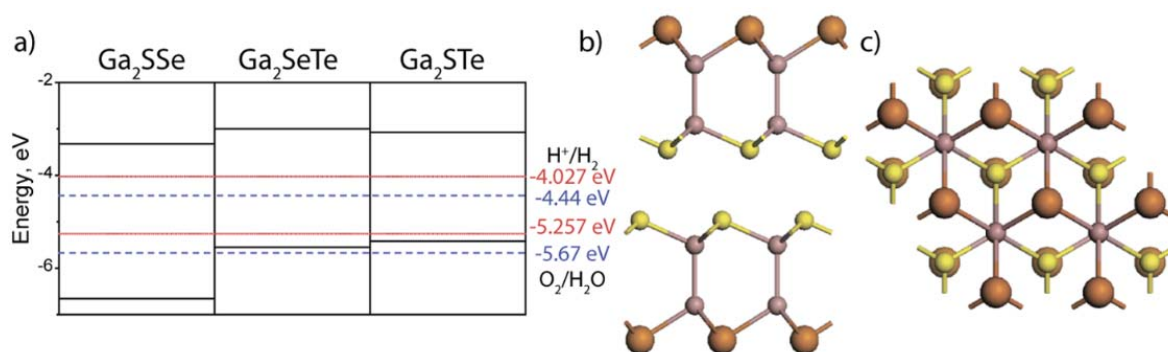 a)
Ga₂SSe
Ga₂SeTe
Ga₂STe
Energy, eV
-2
-4
-6
H⁺/H₂
-4.027 eV
-4.44 eV
-5.257 eV
-5.67 eV
O₂/H₂O
b)
c)